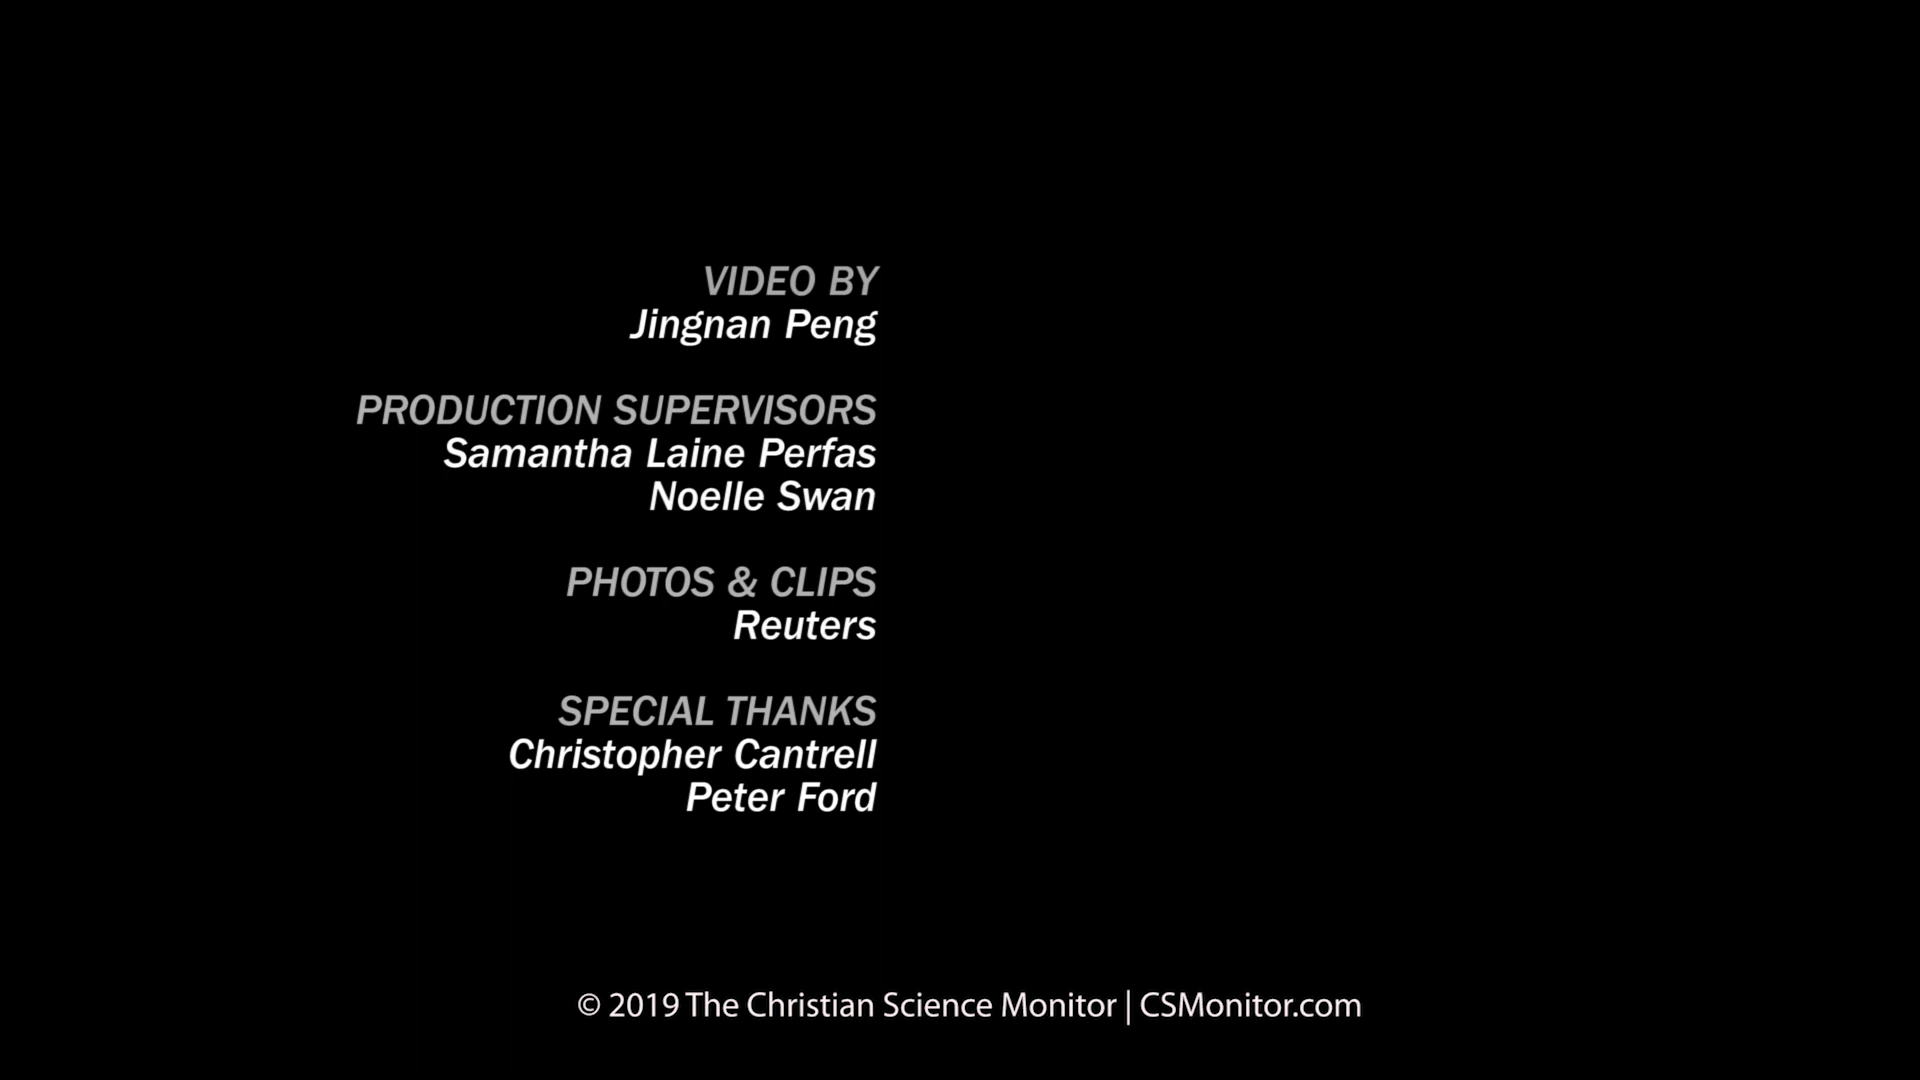 VIDEO BY
Jingnan Peng
PRODUCTION SUPERVISORS
Samantha Laine Perfas
Noelle Swan
PHOTOS & CLIPS
Reuters
SPECIAL THANKS
Christopher Cantrell
Peter Ford
© 2019 The Christian Science Monitor | CSMonitor.com